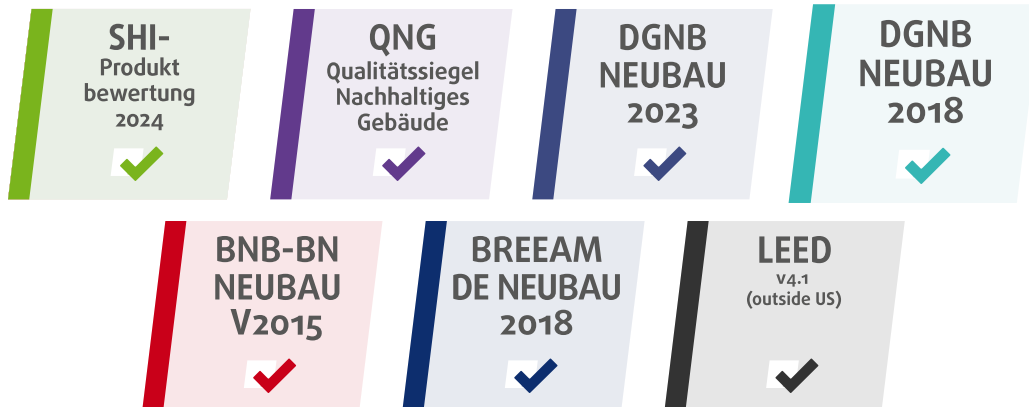 SHI-
Produkt
bewertung
2024
QNG
Qualitätssiegel
Nachhaltiges
Gebäude
DGNB
NEUBAU
2023
DGNB
NEUBAU
2018
BNB-BN
NEUBAU
V2015
BREEAM
DE NEUBAU
2018
LEED
v4.1
(outside US)